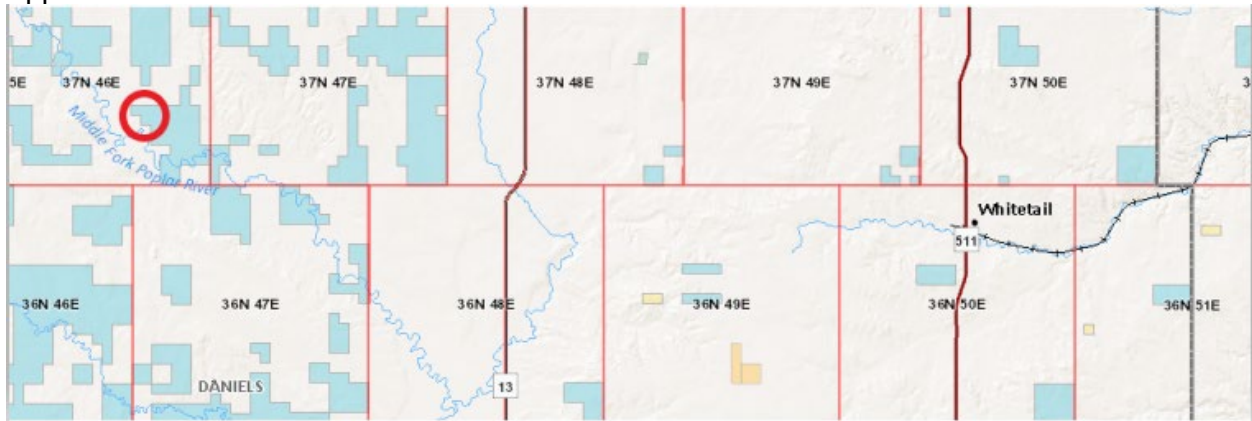 5E
37N 46E
37N 47E
37N 48E
37N 49E
37N 50E
3
Middle Fork Poplar River
Whitetail
511
36N 46E
36N 47E
36N 48E
36N 49E
36N 50E
36N 51E
DANIELS
13